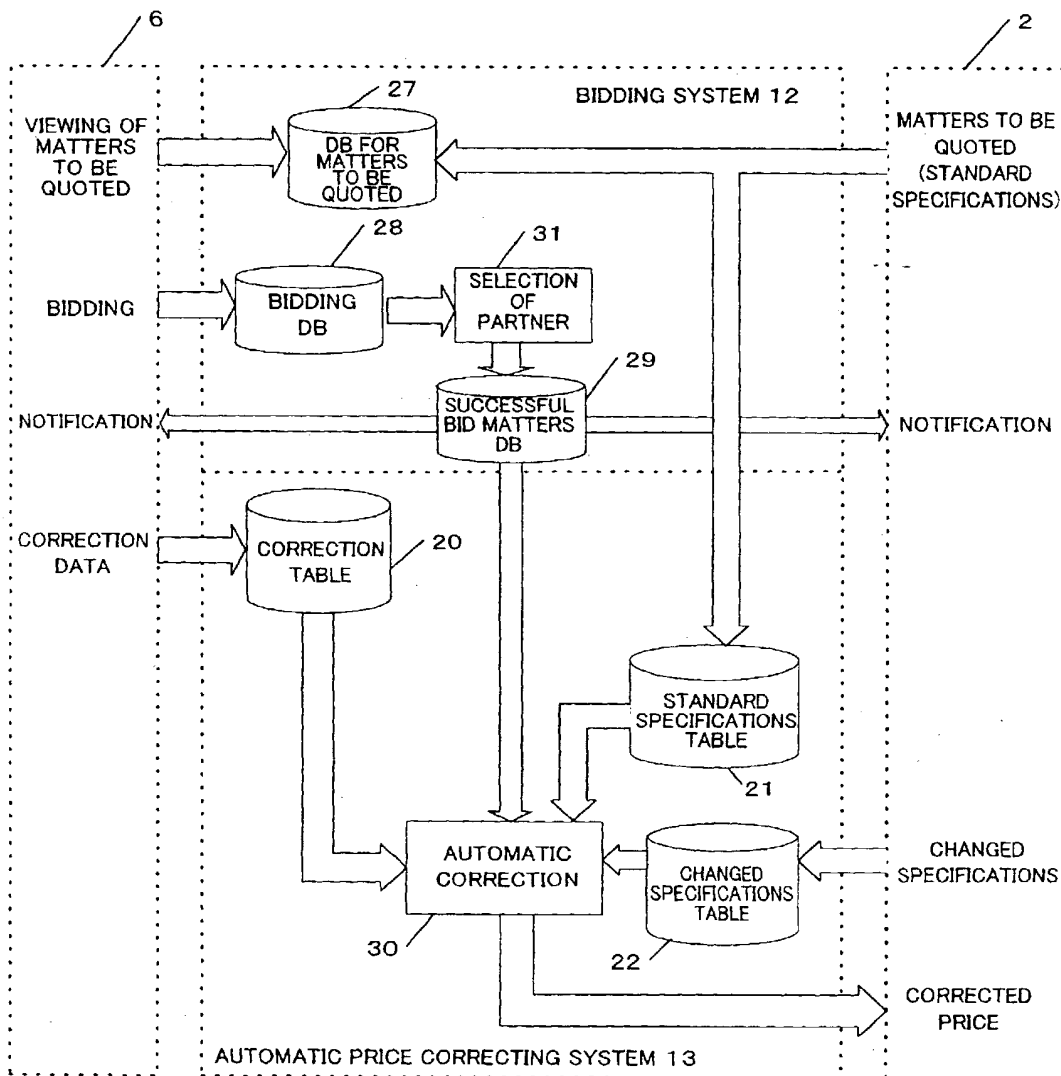 6
2
27
BIDDING SYSTEM 12
VIEWING OF
MATTERS
TO BE
QUOTED
DB FOR
MATTERS
TO BE
QUOTED
MATTERS TO BE
QUOTED
(STANDARD
SPECIFICATIONS)
28
31
BIDDING
BIDDING
DB
SELECTION
OF
PARTNER
29
NOTIFICATION
SUCCESSFUL
BID MATTERS
DB
NOTIFICATION
CORRECTION
DATA
CORRECTION
TABLE
20
STANDARD
SPECIFICATIONS
TABLE
21
AUTOMATIC
CORRECTION
30
CHANGED
SPECIFICATIONS
TABLE
22
CHANGED
SPECIFICATIONS
CORRECTED
PRICE
AUTOMATIC PRICE CORRECTING SYSTEM 13